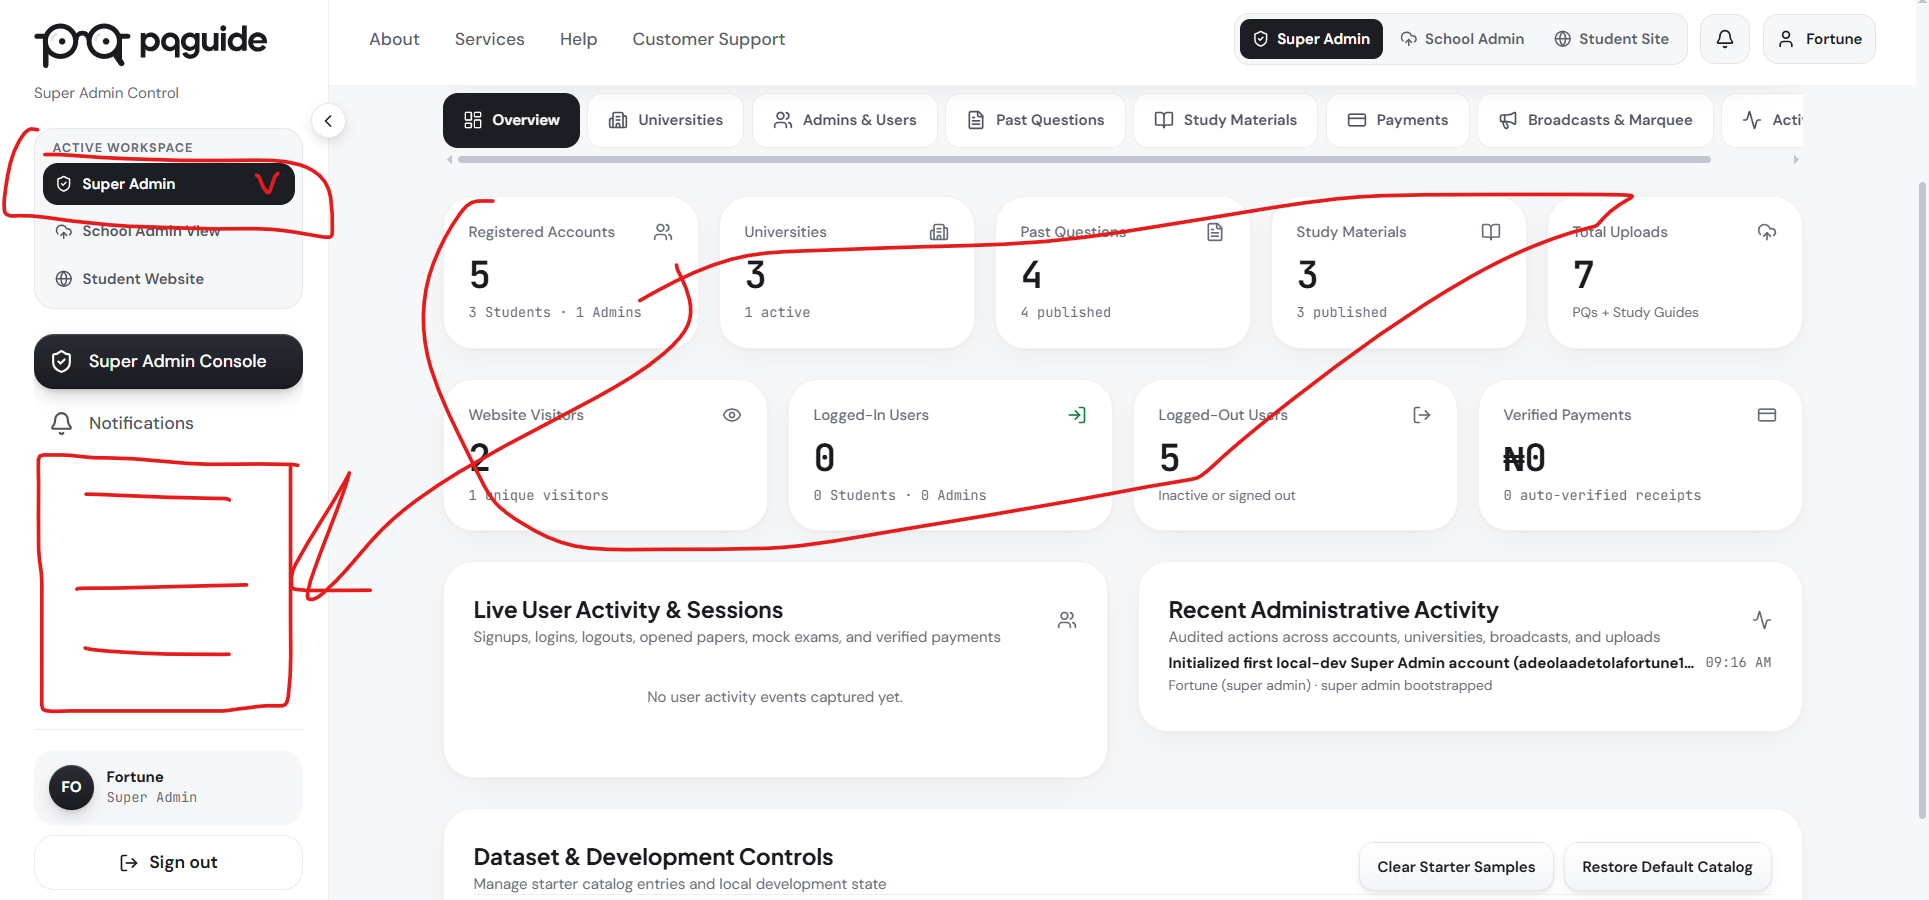 pqguide
Super Admin Control
ACTIVE WORKSPACE
Super Admin
School Admin View
Student Website
Super Admin Console
Notifications
FO
Fortune
Super Admin
Sign out
About Services Help Customer Support
Super Admin School Admin Student Site
Fortune
Overview Universities Admins & Users Past Questions Study Materials Payments Broadcasts & Marquee Acti
Registered Accounts
5
3 Students · 1 Admins
Universities
3
1 active
Past Questions
4
4 published
Study Materials
3
3 published
Total Uploads
7
PQs + Study Guides
Website Visitors
2
1 unique visitors
Logged-In Users
0
0 Students · 0 Admins
Logged-Out Users
5
Inactive or signed out
Verified Payments
₦0
0 auto-verified receipts
Live User Activity & Sessions
Signups, logins, logouts, opened papers, mock exams, and verified payments
No user activity events captured yet.
Recent Administrative Activity
Audited actions across accounts, universities, broadcasts, and uploads
Initialized first local-dev Super Admin account (adeolaadetolafortune1... 09:16 AM
Fortune (super admin) · super admin bootstrapped
Dataset & Development Controls
Manage starter catalog entries and local development state
Clear Starter Samples Restore Default Catalog